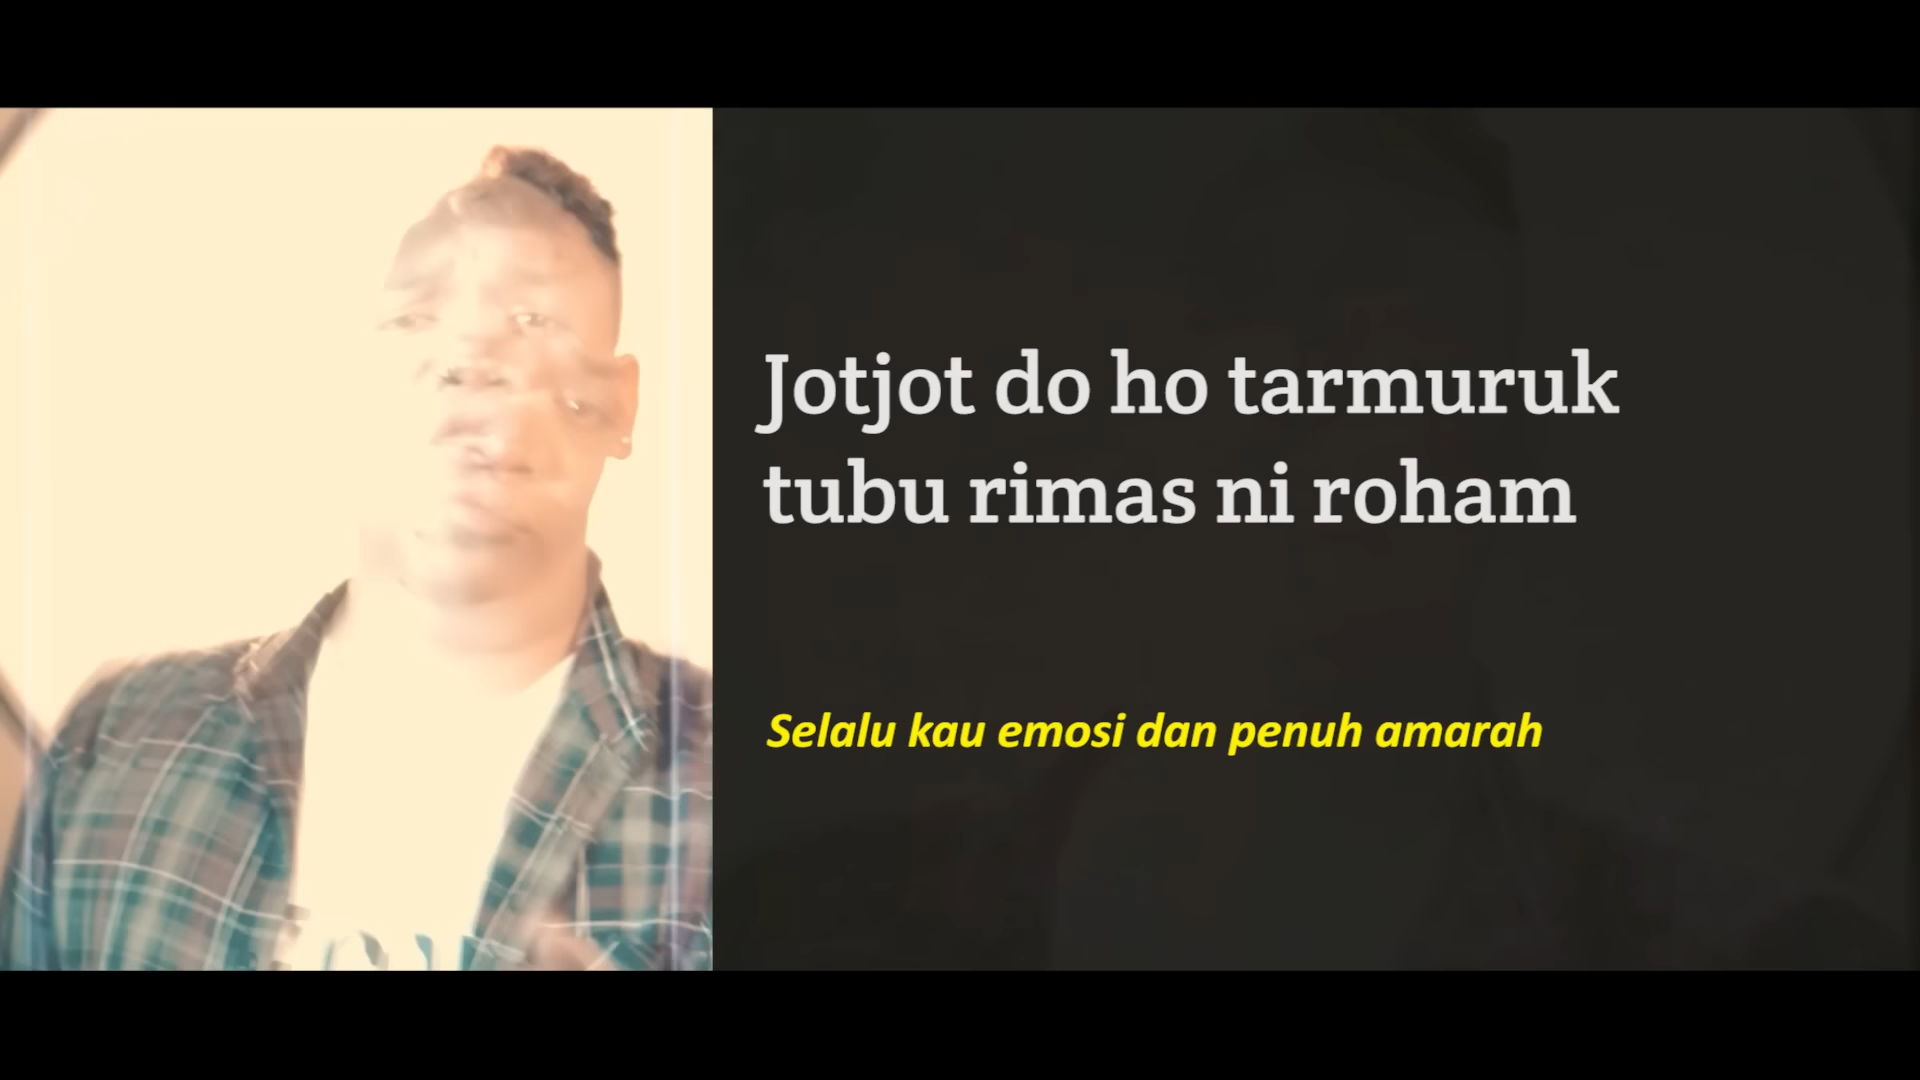 Jotjot do ho tarmuruk
tubu rimas ni roham
Selalu kau emosi dan penuh amarah